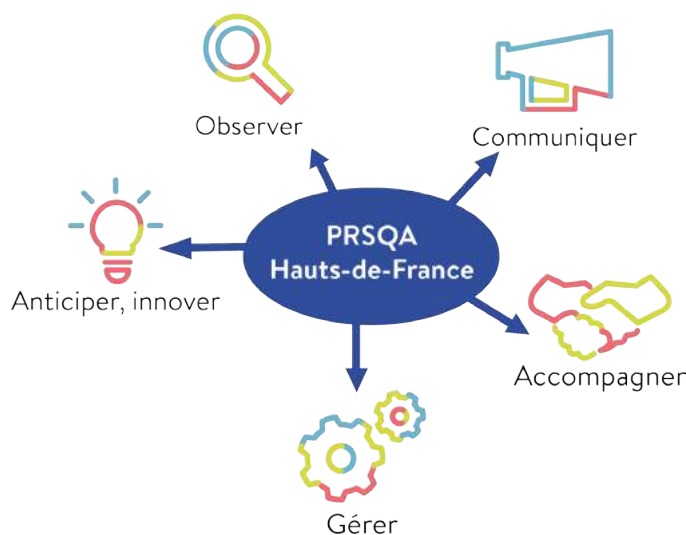 Observer
Communiquer
PRSQA
Hauts-de-France
Anticiper, innover
Accompagner
Gérer